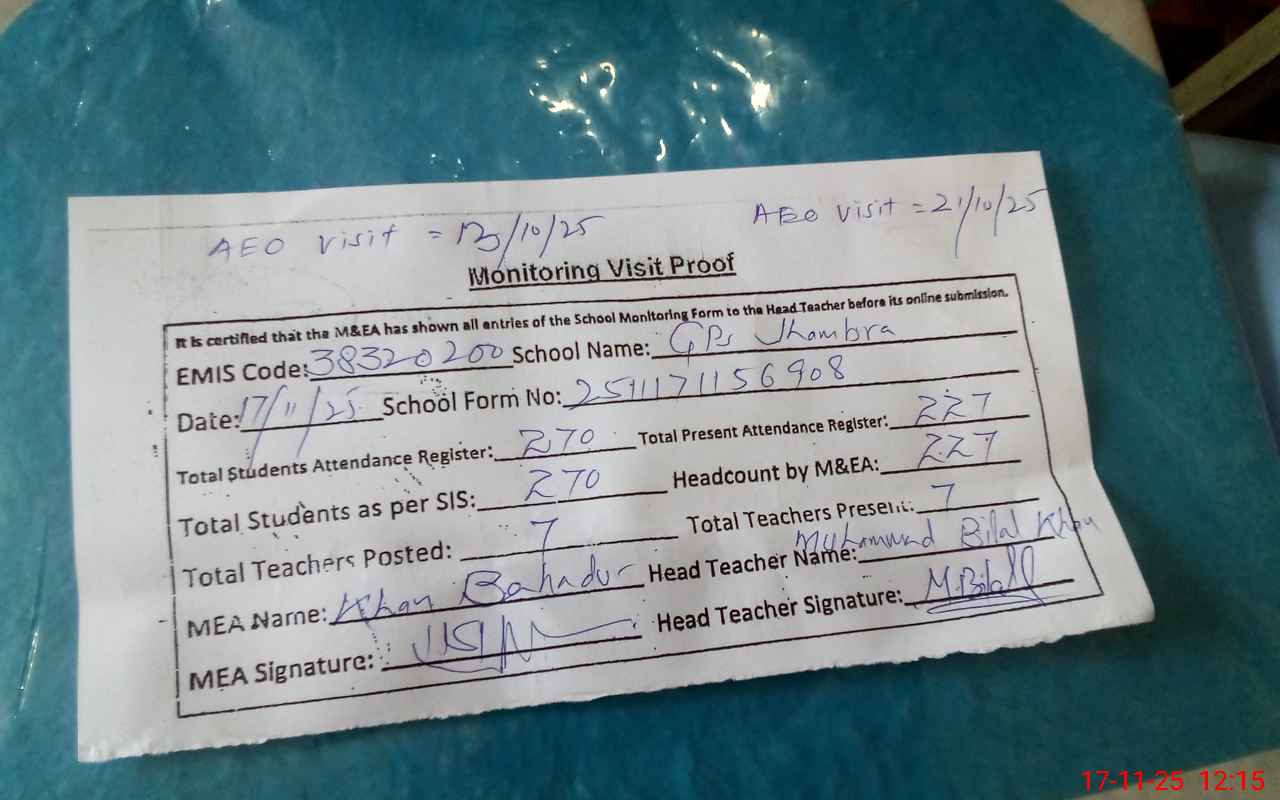 AEO visit = 13/10/25 AEO visit = 21/10/25
Monitoring Visit Proof
It is certified that the M&EA has shown all entries of the School Monitoring Form to the Head Teacher before its online submission.
EMIS Code: 38320200 School Name: GPS Jhambra
Date: 17/11/25 School Form No: 2511171156908
Total Students Attendance Register: 270 Total Present Attendance Register: 227
Total Students as per SIS: 270 Headcount by M&EA: 227
Total Teachers Posted: 7 Total Teachers Present: 7
MEA Name: Khan Bahadur Head Teacher Name: Muhammad Bilal Khan
MEA Signature: Head Teacher Signature: M.Bilal
17-11-25 12:15